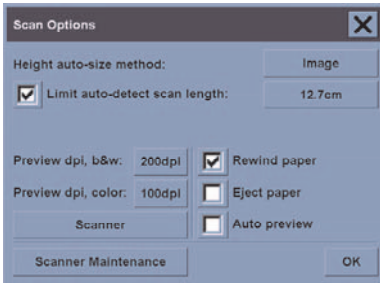 Scan Options
Height auto-size method: Image
Limit auto-detect scan length: 12.7cm
Preview dpi, b&w: 200dpi Rewind paper
Preview dpi, color: 100dpi Eject paper
Scanner Auto preview
Scanner Maintenance OK